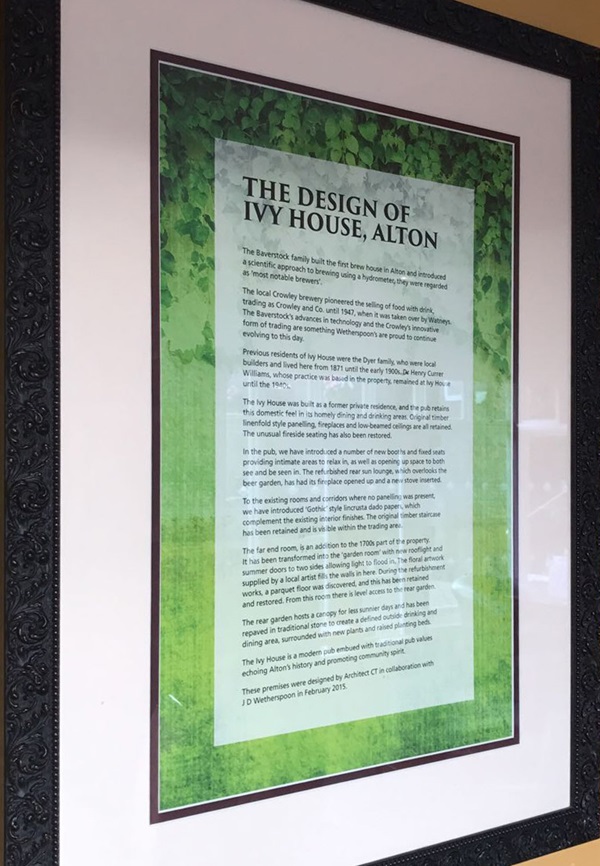 THE DESIGN OF
IVY HOUSE, ALTON
The Baverstock family built the first brew house in Alton and introduced
a scientific approach to brewing using a hydrometer, they were regarded
as 'most notable brewers'.
The local Crowley brewery pioneered the selling of food with drink,
trading as Crowley and Co. until 1947, when it was taken over by Watneys.
The Baverstock's advances in technology and the Crowley's innovative
form of trading are something Wetherspoon's are proud to continue
evolving to this day.
Previous residents of Ivy House were the Dyer family, who were local
builders and lived here from 1871 until the early 1900s. Dr Henry Currer
Williams, whose practice was based in the property, remained at Ivy House
until the 1940s.
The Ivy House was built as a former private residence, and the pub retains
this domestic feel in its homely dining and drinking areas. Original timber
linenfold style panelling, fireplaces and low-beamed ceilings are all retained.
The unusual fireside seating has also been restored.
In the pub, we have introduced a number of new booths and fixed seats
providing intimate areas to relax in, as well as opening up space to both
see and be seen in. The refurbished rear sun lounge, which overlooks the
beer garden, has had its fireplace opened up and a new stove inserted.
To the existing rooms and corridors where no panelling was present,
we have introduced 'Gothic' style lincrusta dado papers, which
complement the existing interior finishes. The original timber staircase
has been retained and is visible within the trading area.
The far end room, is an addition to the 1700s part of the property.
It has been transformed into the 'garden room' with new rooflight and
summer doors to two sides allowing light to flood in. The floral artwork
supplied by a local artist fills the walls in here. During the refurbishment
works, a parquet floor was discovered, and this has been retained
and restored. From this room there is level access to the rear garden.
The rear garden hosts a canopy for less sunnier days and has been
repaved in traditional stone to create a defined outside drinking and
dining area, surrounded with new plants and raised planting beds.
The Ivy House is a modern pub embued with traditional pub values
echoing Alton's history and promoting community spirit.
These premises were designed by Architect CT in collaboration with
J D Wetherspoon in February 2015.